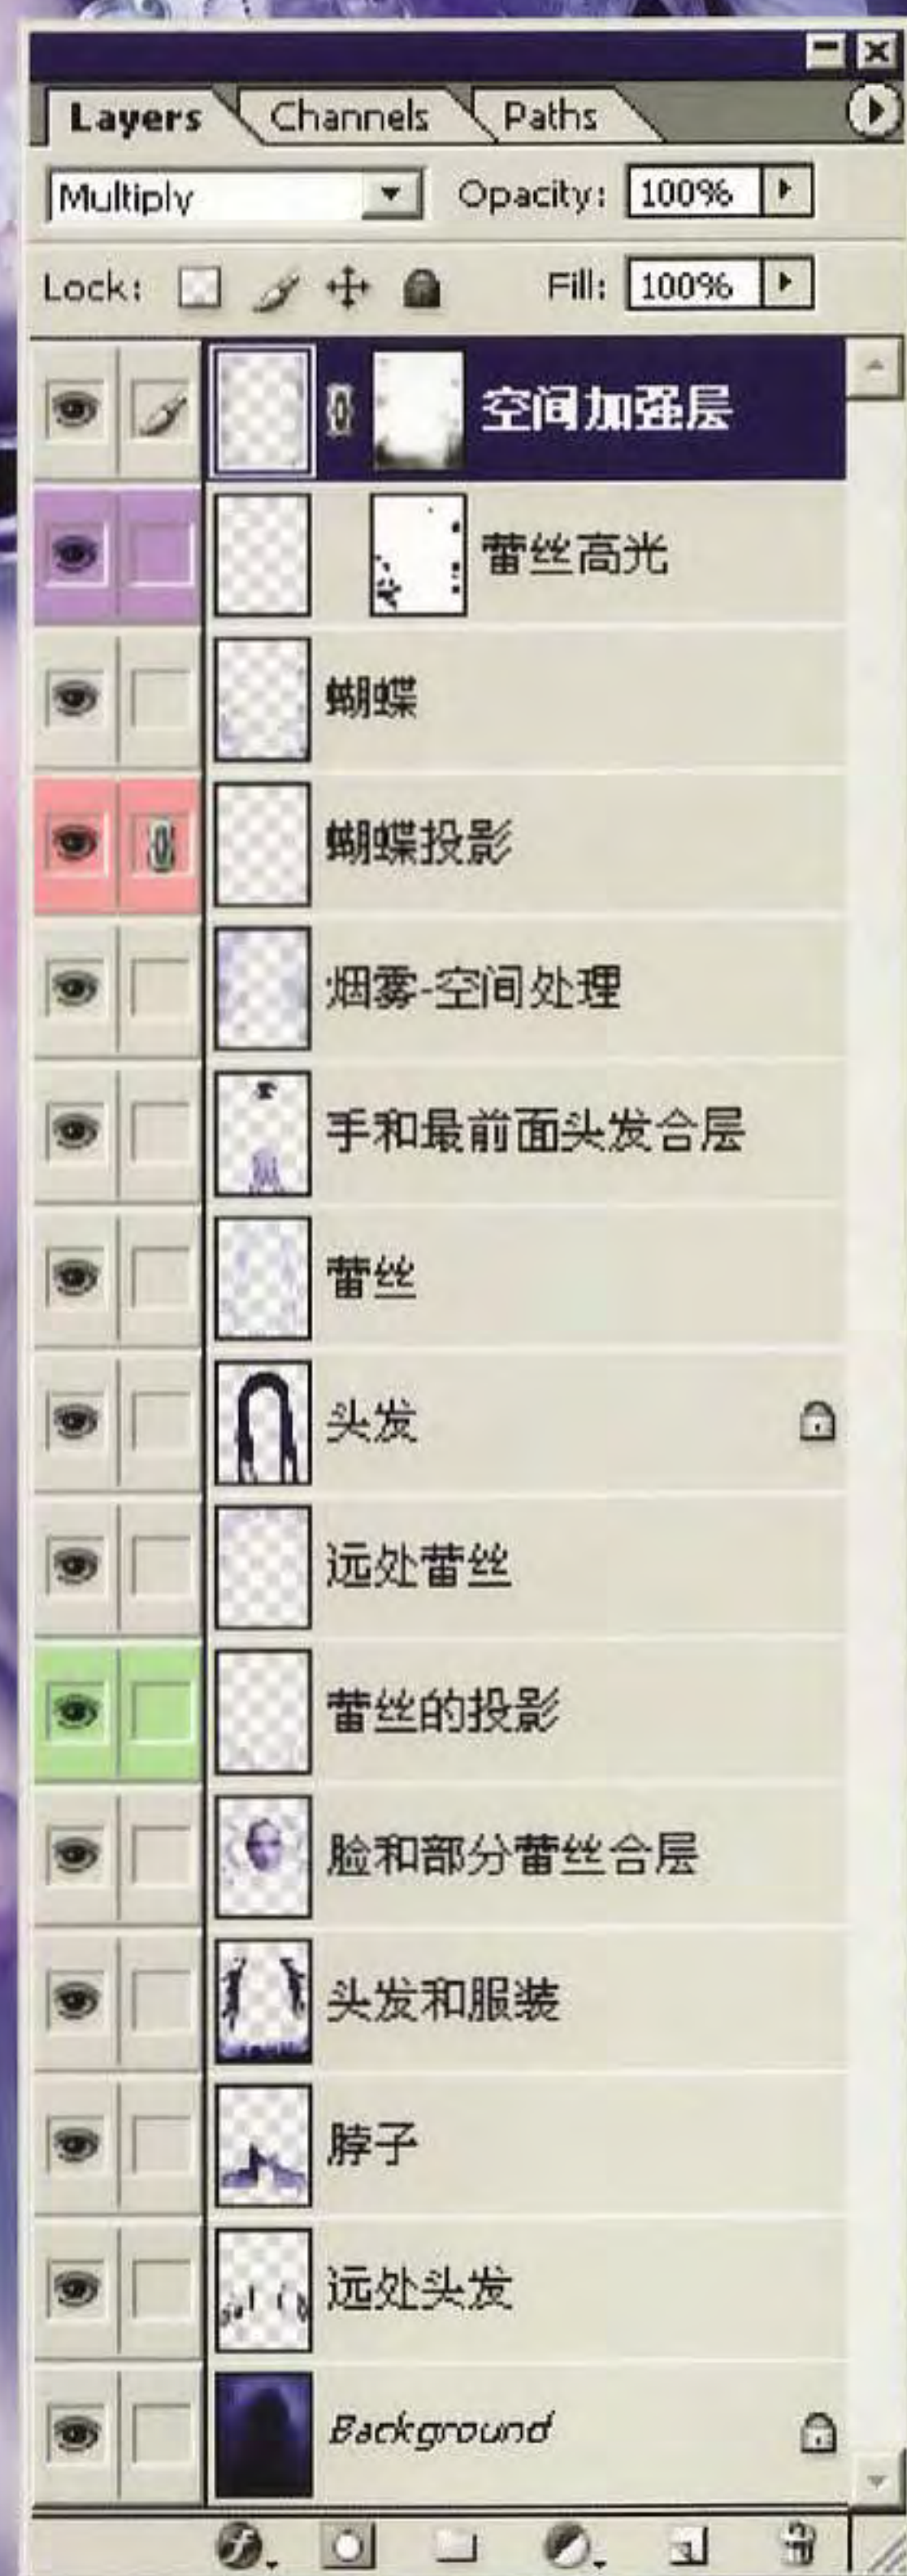 Layers Channels Paths
Multiply Opacity: 100%
Lock: Fill: 100%
空间加强层
蕾丝高光
蝴蝶
蝴蝶投影
烟雾-空间处理
手和最前面头发合层
蕾丝
头发
远处蕾丝
蕾丝的投影
脸和部分蕾丝合层
头发和服装
脖子
远处头发
Background